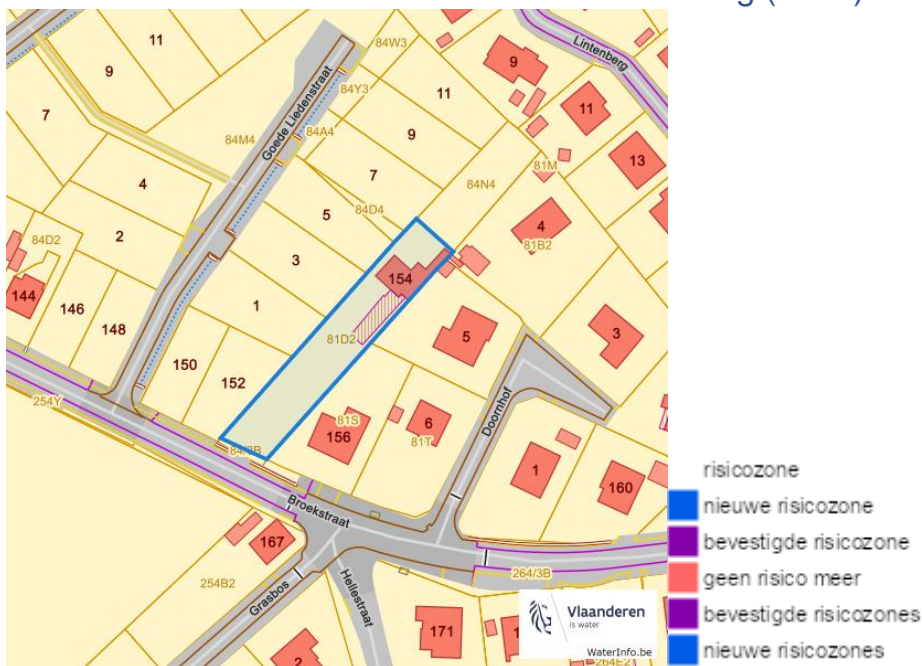 11
84W3
9
84Y3
7
84M4
Goede Liedenstraat
84A4
11
9
7
84N4
Lintenberg
9
11
13
81M
4
84D2
2
5
84D4
3
1
4
81B2
144
146
148
154
81D2
5
3
150
152
254Y
84/3B
81S
156
6
81T
Doornhof
1
160
Broekstraat
167
254B2
Grasbos
Hellestraat
264/3B
171
2
264E2
Vlaanderen
is water
WaterInfo.be
risicozone
nieuwe risicozone
bevestigde risicozone
geen risico meer
bevestigde risicozones
nieuwe risicozones